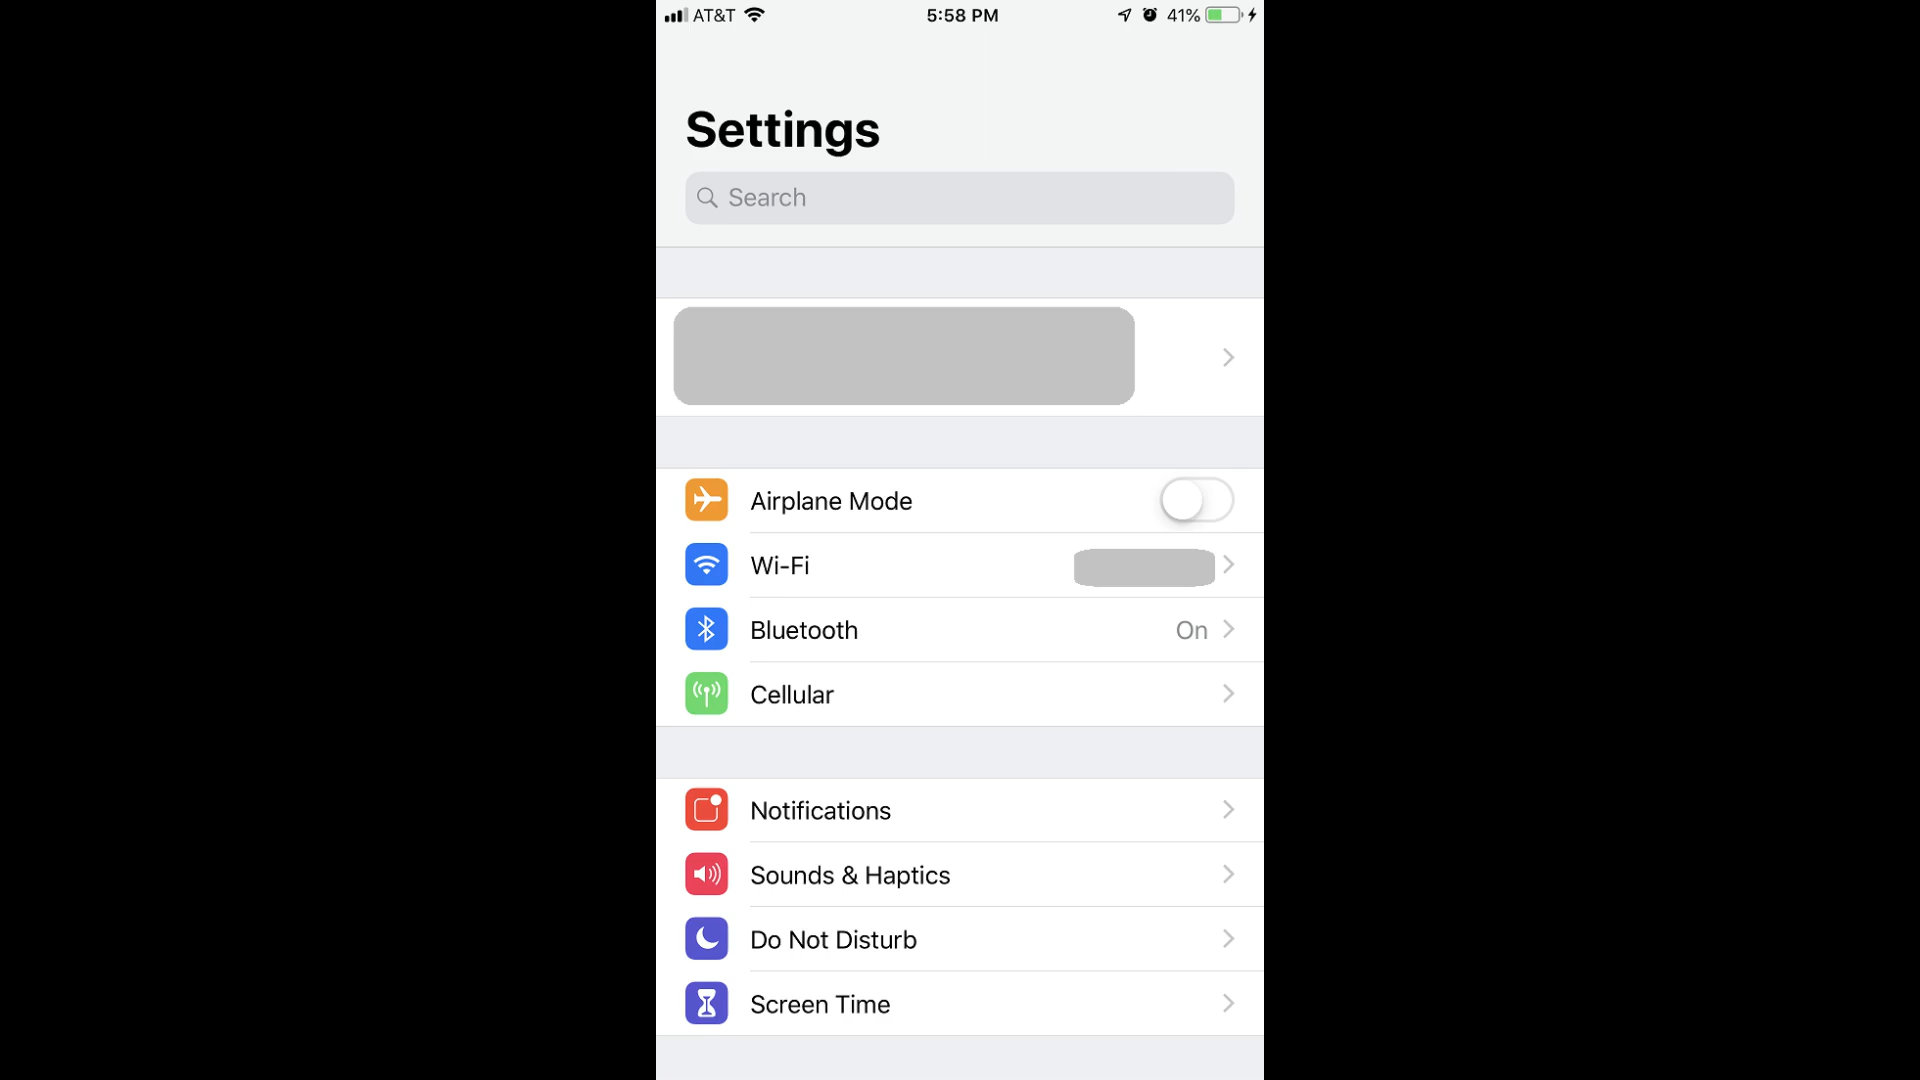 AT&T 5:58 PM 41%
Settings
Search
Airplane Mode
Wi-Fi
Bluetooth On
Cellular
Notifications
Sounds & Haptics
Do Not Disturb
Screen Time